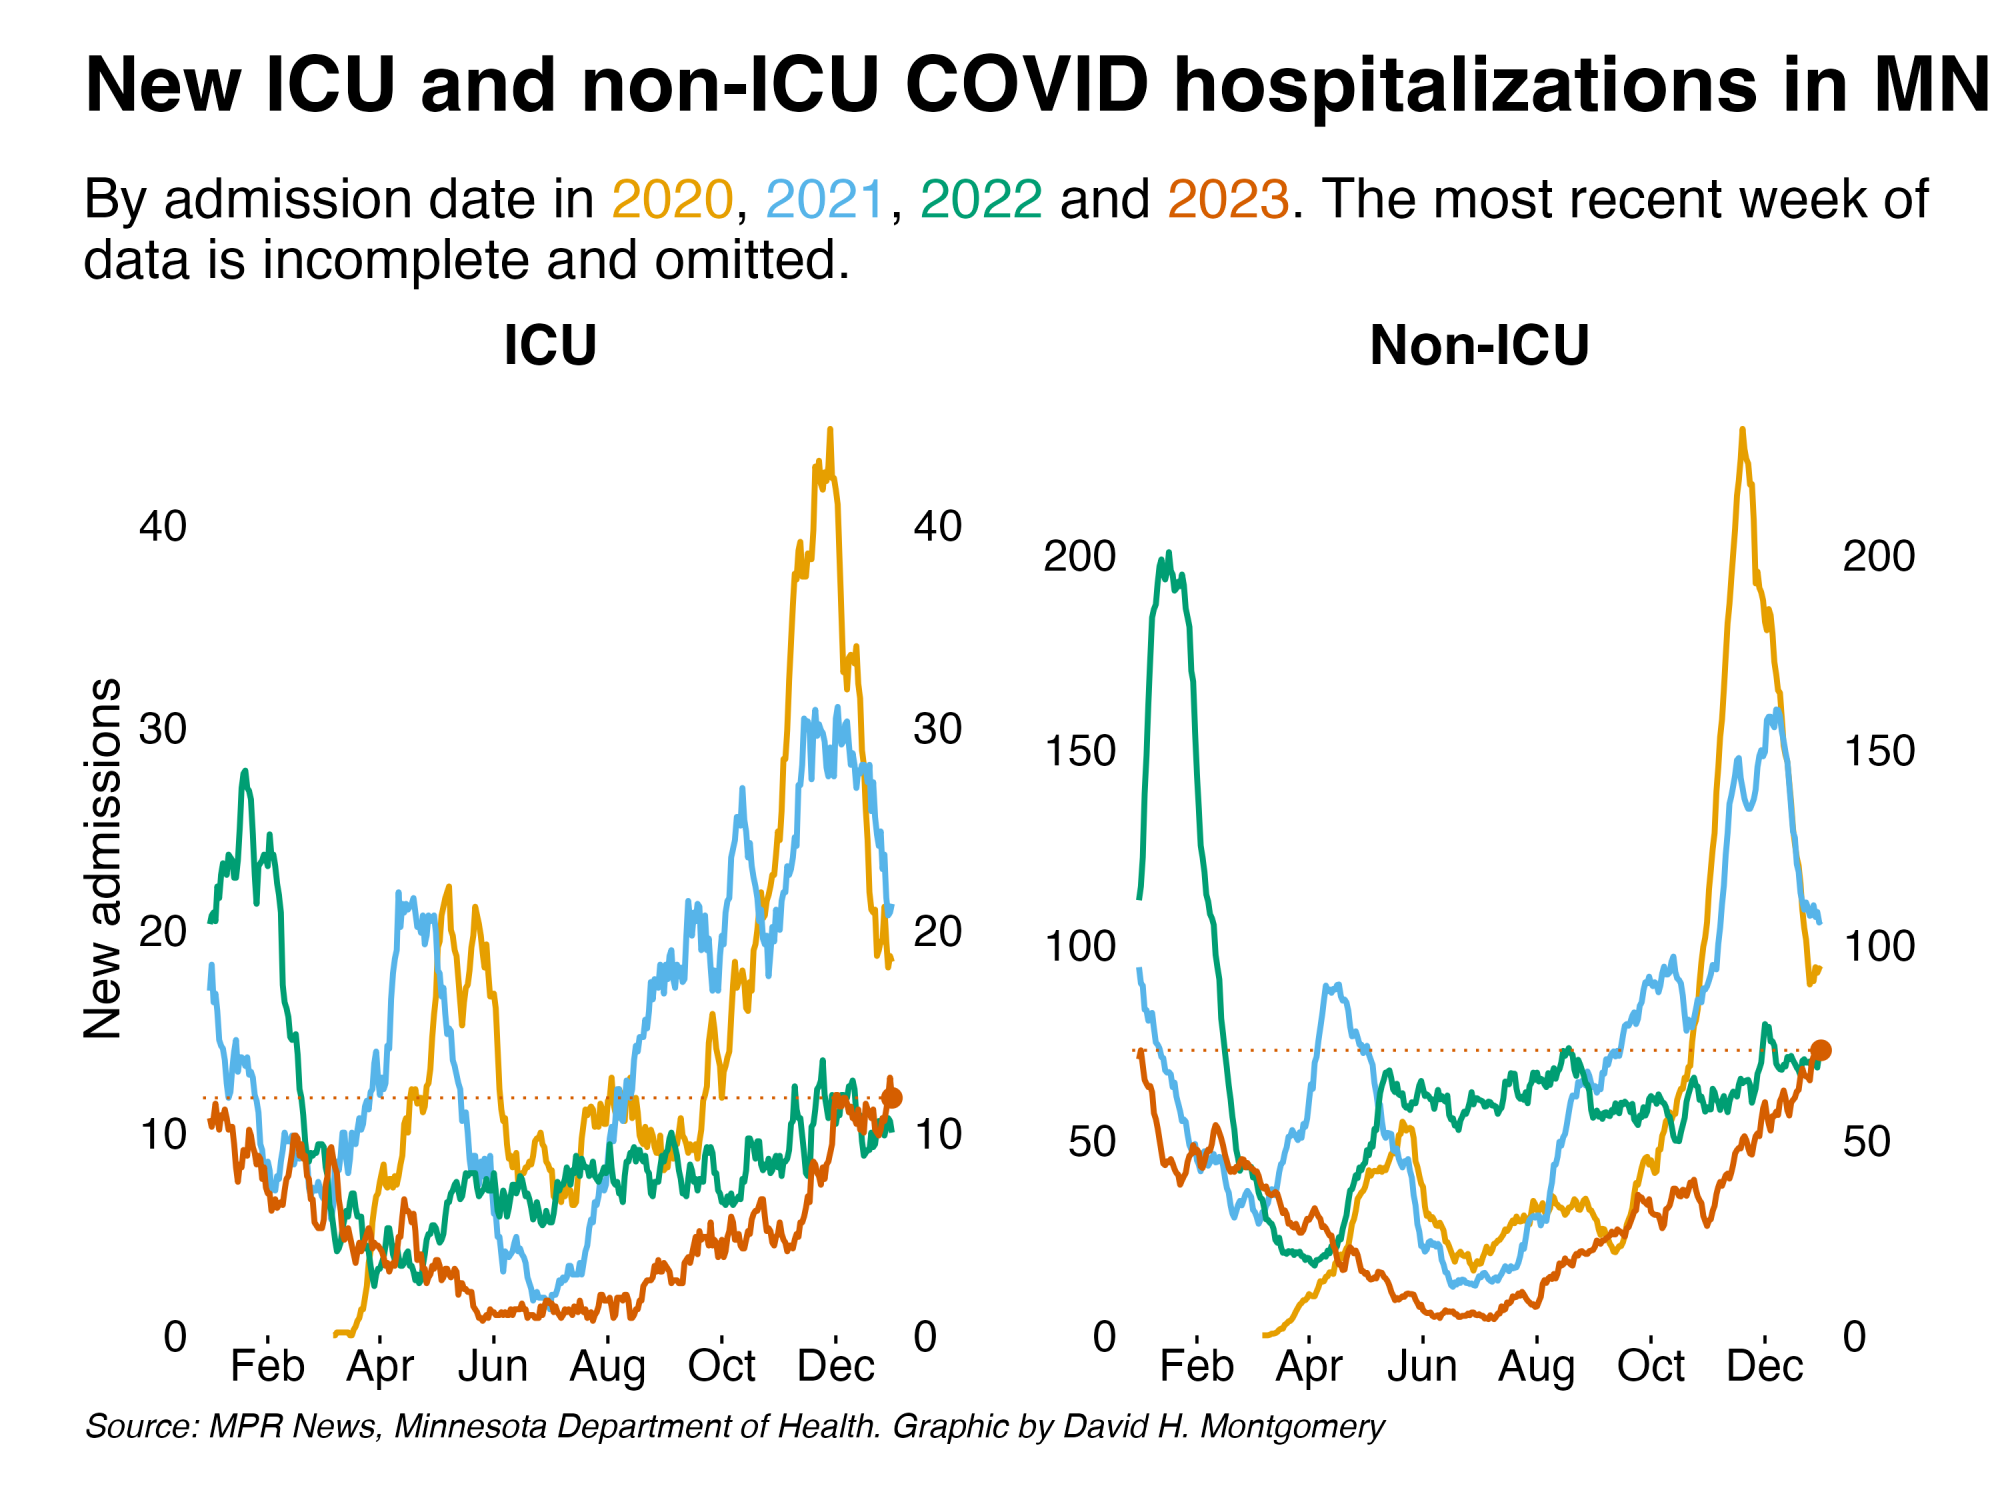 New ICU and non-ICU COVID hospitalizations in MN
By admission date in 2020, 2021, 2022 and 2023. The most recent week of
data is incomplete and omitted.
ICU
New admissions
40
30
20
10
0
40
30
20
10
0
Feb Apr Jun Aug Oct Dec
Non-ICU
200
150
100
50
0
200
150
100
50
0
Feb Apr Jun Aug Oct Dec
Source: MPR News, Minnesota Department of Health. Graphic by David H. Montgomery